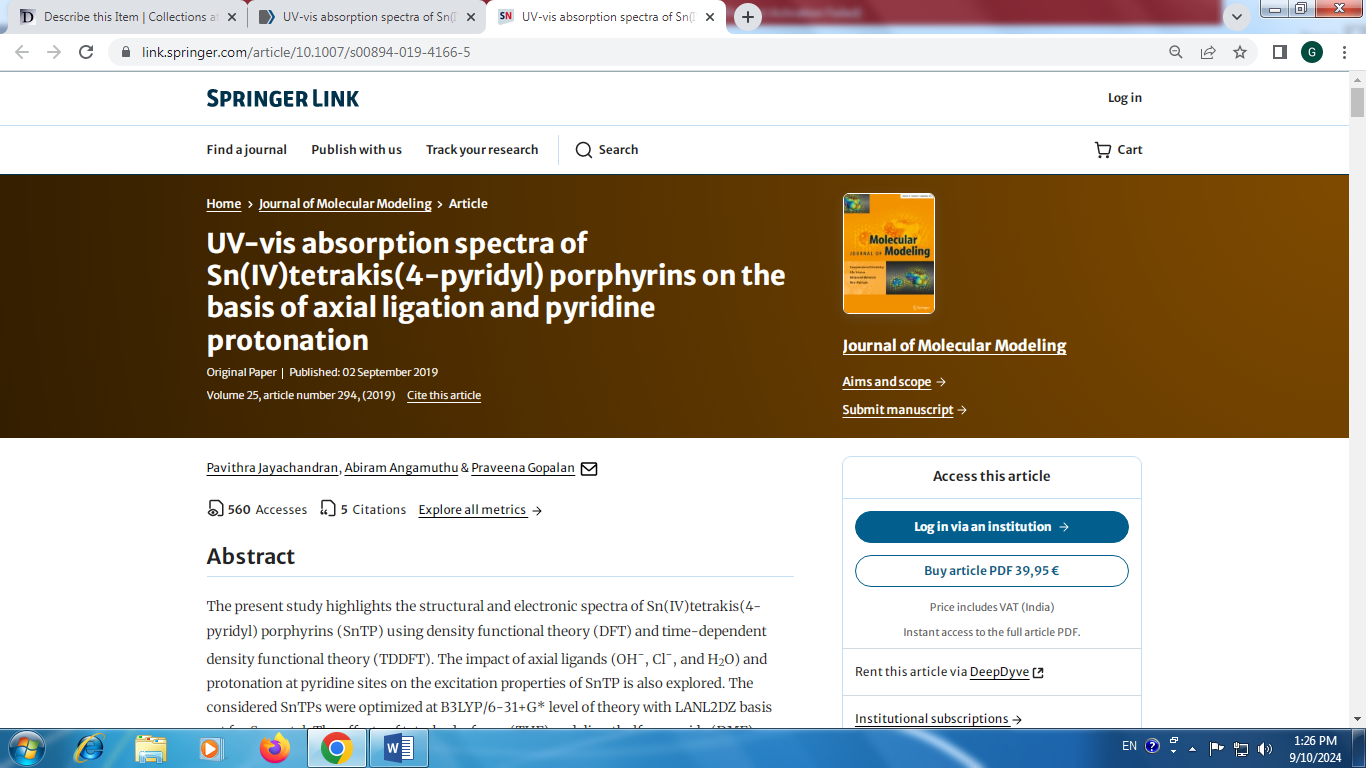 Describe this Item | Collections a
UV-vis absorption spectra of Sn(I
SN
UV-vis absorption spectra of Sn(I
link.springer.com/article/10.1007/s00894-019-4166-5
G
SPRINGER LINK
Log in
Find a journal
Publish with us
Track your research
Search
Cart
Home > Journal of Molecular Modeling > Article
UV-vis absorption spectra of
Sn(IV)tetrakis(4-pyridyl) porphyrins on the
basis of axial ligation and pyridine
protonation
Original Paper | Published: 02 September 2019
Volume 25, article number 294, (2019) Cite this article
Molecular
JOURNAL OF Modeling
Journal of Molecular Modeling
Aims and scope →
Submit manuscript →
Pavithra Jayachandran, Abiram Angamuthu & Praveena Gopalan
560 Accesses 5 Citations Explore all metrics →
Abstract
The present study highlights the structural and electronic spectra of Sn(IV)tetrakis(4-
pyridyl) porphyrins (SnTP) using density functional theory (DFT) and time-dependent
density functional theory (TDDFT). The impact of axial ligands (OH⁻, Cl⁻, and H₂O) and
protonation at pyridine sites on the excitation properties of SnTP is also explored. The
considered SnTPs were optimized at B3LYP/6-31+G* level of theory with LANL2DZ basis
Access this article
Log in via an institution →
Buy article PDF 39,95 €
Price includes VAT (India)
Instant access to the full article PDF.
Rent this article via DeepDyve
Institutional subscriptions →
EN
1:26 PM
9/10/2024